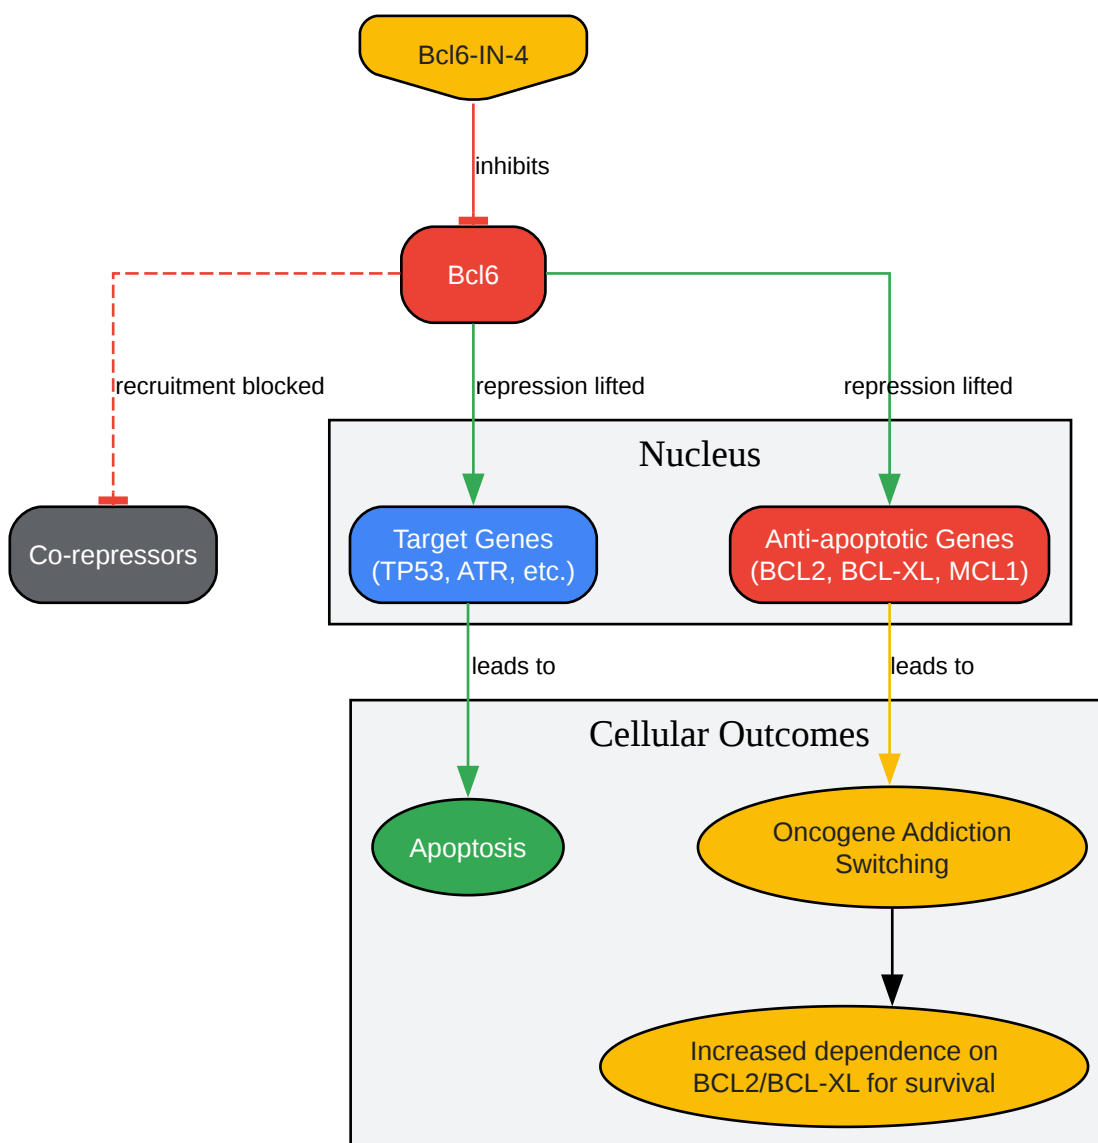 Bcl6-IN-4
inhibits
Bcl6
recruitment blocked
repression lifted
repression lifted
Nucleus
Co-repressors
Target Genes
(TP53, ATR, etc.)
Anti-apoptotic Genes
(BCL2, BCL-XL, MCL1)
leads to
leads to
Cellular Outcomes
Apoptosis
Oncogene Addiction
Switching
Increased dependence on
BCL2/BCL-XL for survival